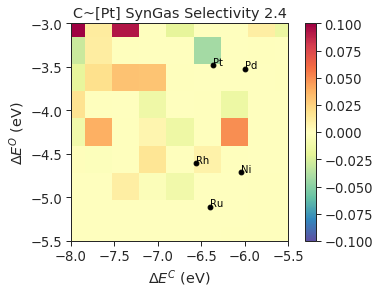 C~[Pt] SynGas Selectivity 2.4
−3.0
−3.5
−4.0
−4.5
−5.0
−5.5
ΔE^O (eV)
Pt
Pd
Rh
Ni
Ru
−8.0 −7.5 −7.0 −6.5 −6.0 −5.5
ΔE^C (eV)
0.100
0.075
0.050
0.025
0.000
−0.025
−0.050
−0.075
−0.100